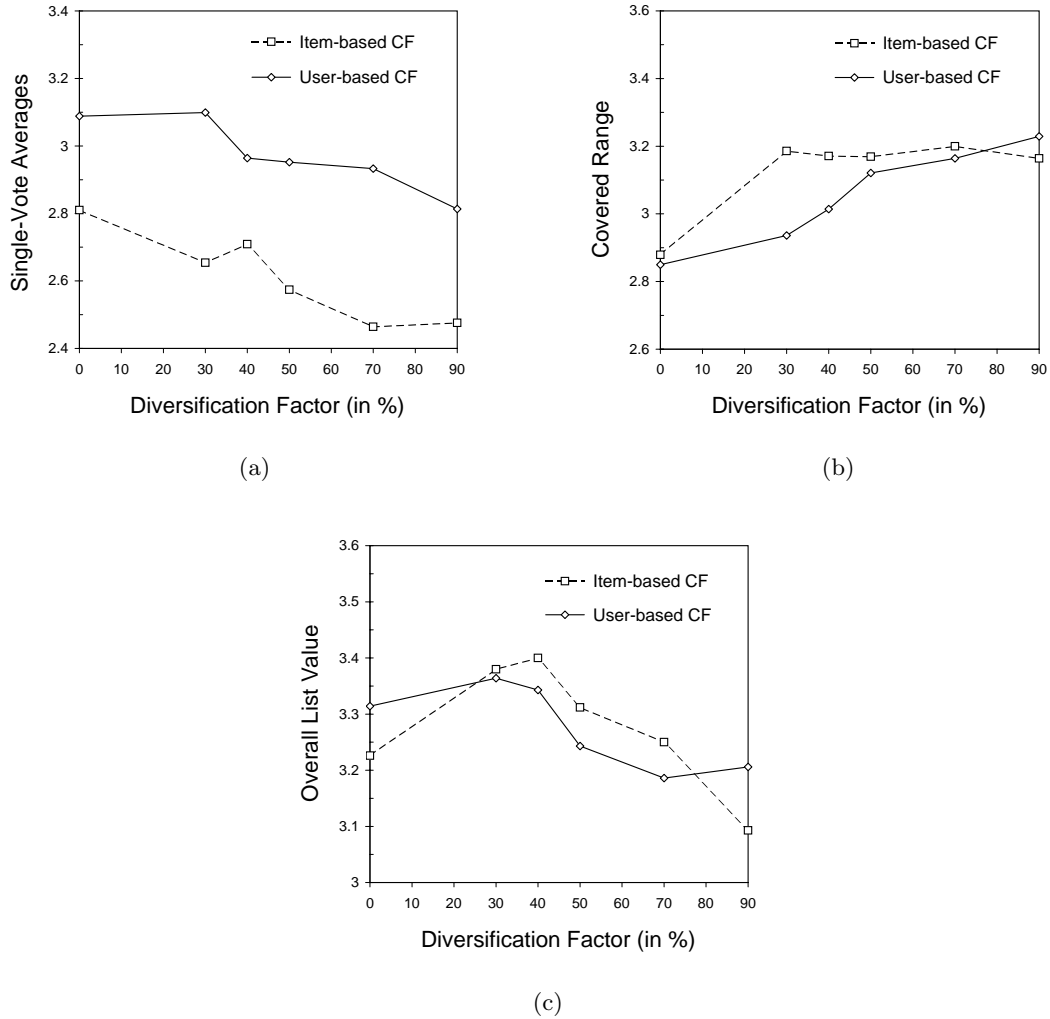 3.4
3.2
3
2.8
2.6
2.4
Single-Vote Averages
Item-based CF
User-based CF
0 10 20 30 40 50 60 70 80 90
Diversification Factor (in %)
(a)
3.6
3.4
3.2
3
2.8
2.6
Covered Range
Item-based CF
User-based CF
0 10 20 30 40 50 60 70 80 90
Diversification Factor (in %)
(b)
3.6
3.5
3.4
3.3
3.2
3.1
3
Overall List Value
Item-based CF
User-based CF
0 10 20 30 40 50 60 70 80 90
Diversification Factor (in %)
(c)